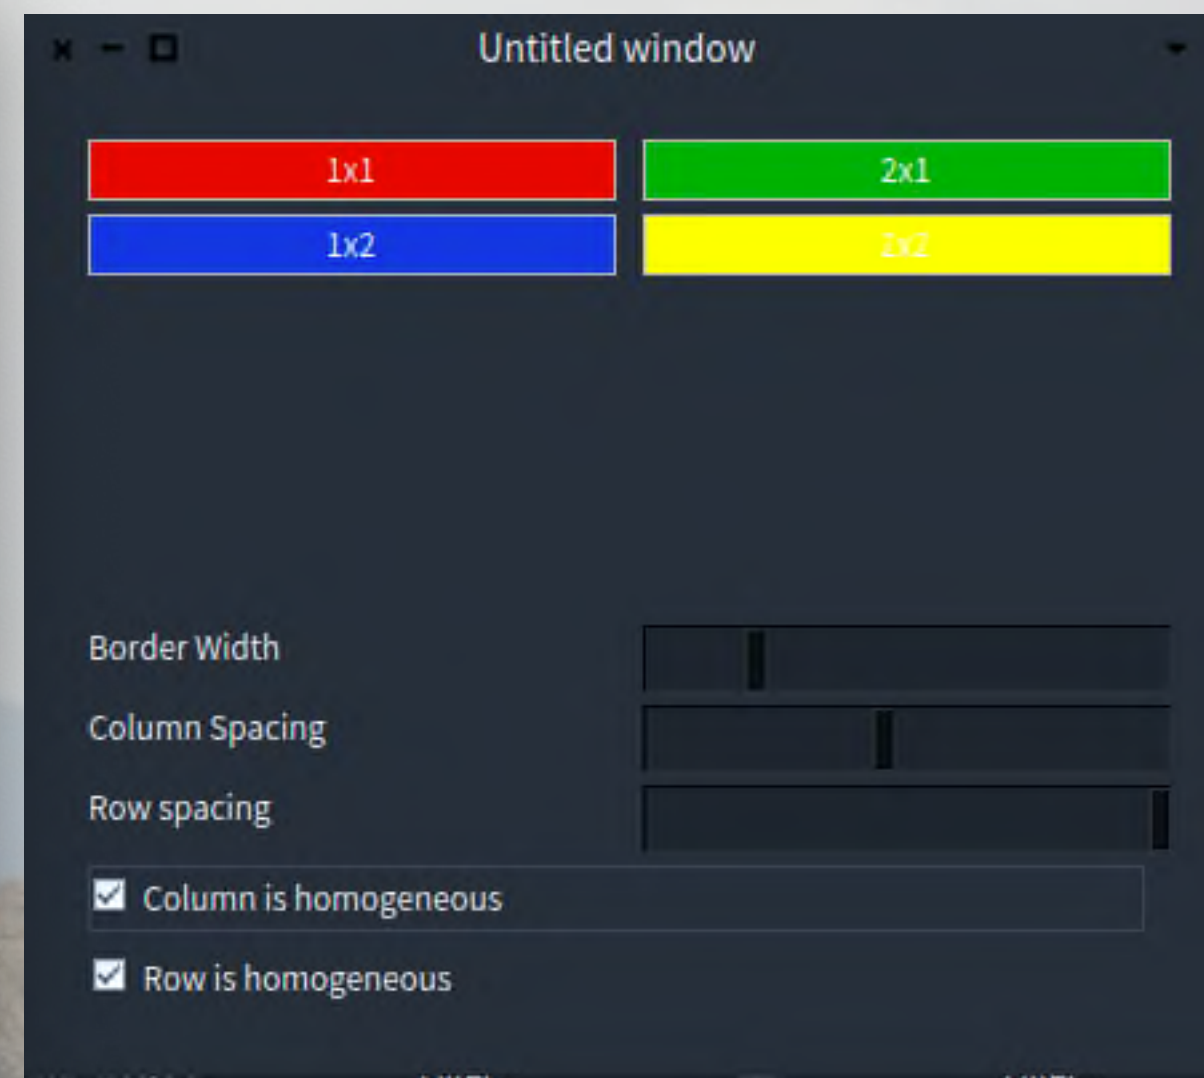 Untitled window
1x1 2x1
1x2 2x2
Border Width
Column Spacing
Row spacing
Column is homogeneous
Row is homogeneous